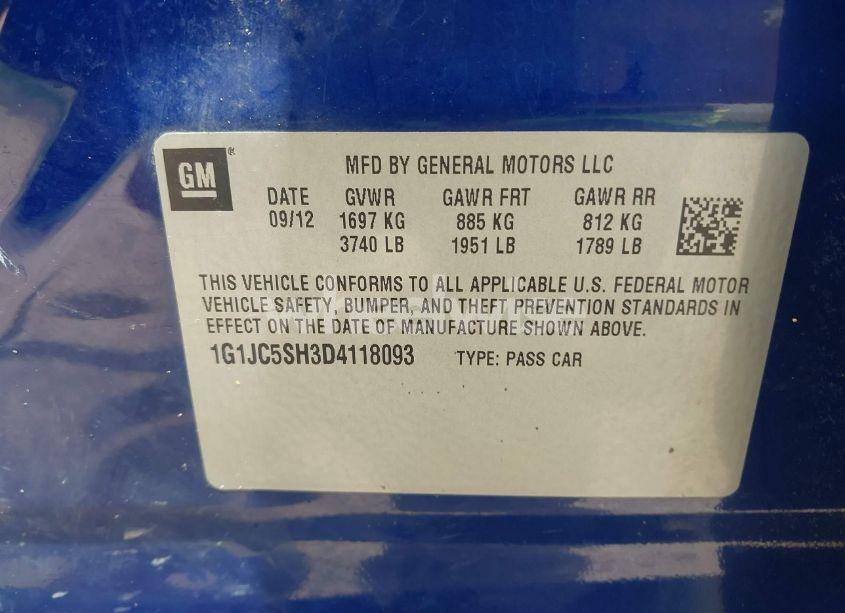 GM ®
MFD BY GENERAL MOTORS LLC
DATE GVWR GAWR FRT GAWR RR
09/12 1697 KG 885 KG 812 KG
3740 LB 1951 LB 1789 LB
THIS VEHICLE CONFORMS TO ALL APPLICABLE U.S. FEDERAL MOTOR
VEHICLE SAFETY, BUMPER, AND THEFT PREVENTION STANDARDS IN
EFFECT ON THE DATE OF MANUFACTURE SHOWN ABOVE.
1G1JC5SH3D4118093 TYPE: PASS CAR